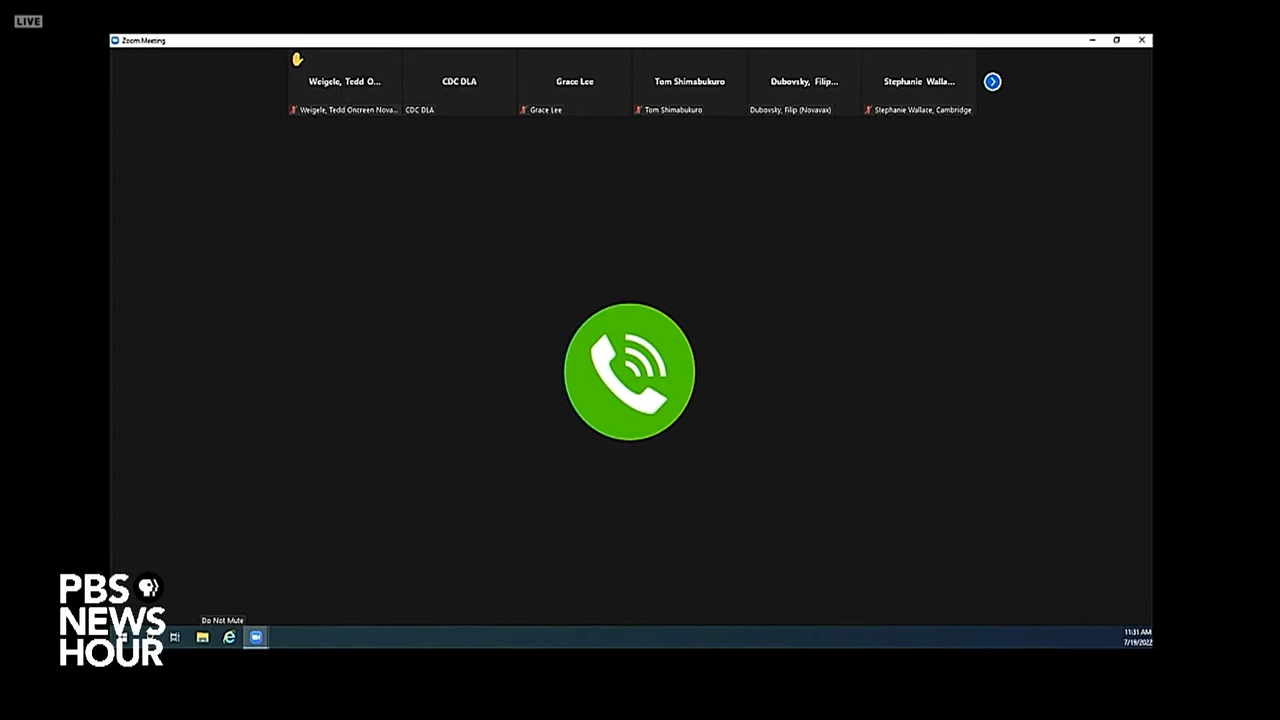 LIVE
Zoom Meeting
Weigele, Tedd O...
CDC DLA
Grace Lee
Tom Shimabukuro
Dubovsky, Filip...
Stephanie Walla...
Weigele, Tedd Oncreen Nova...
CDC DLA
Grace Lee
Tom Shimabukuro
Dubovsky, Filip (Novavax)
Stephanie Wallace, Cambridge
PBS
NEWS
HOUR
Do Not Mute
11:31 AM
7/19/2022